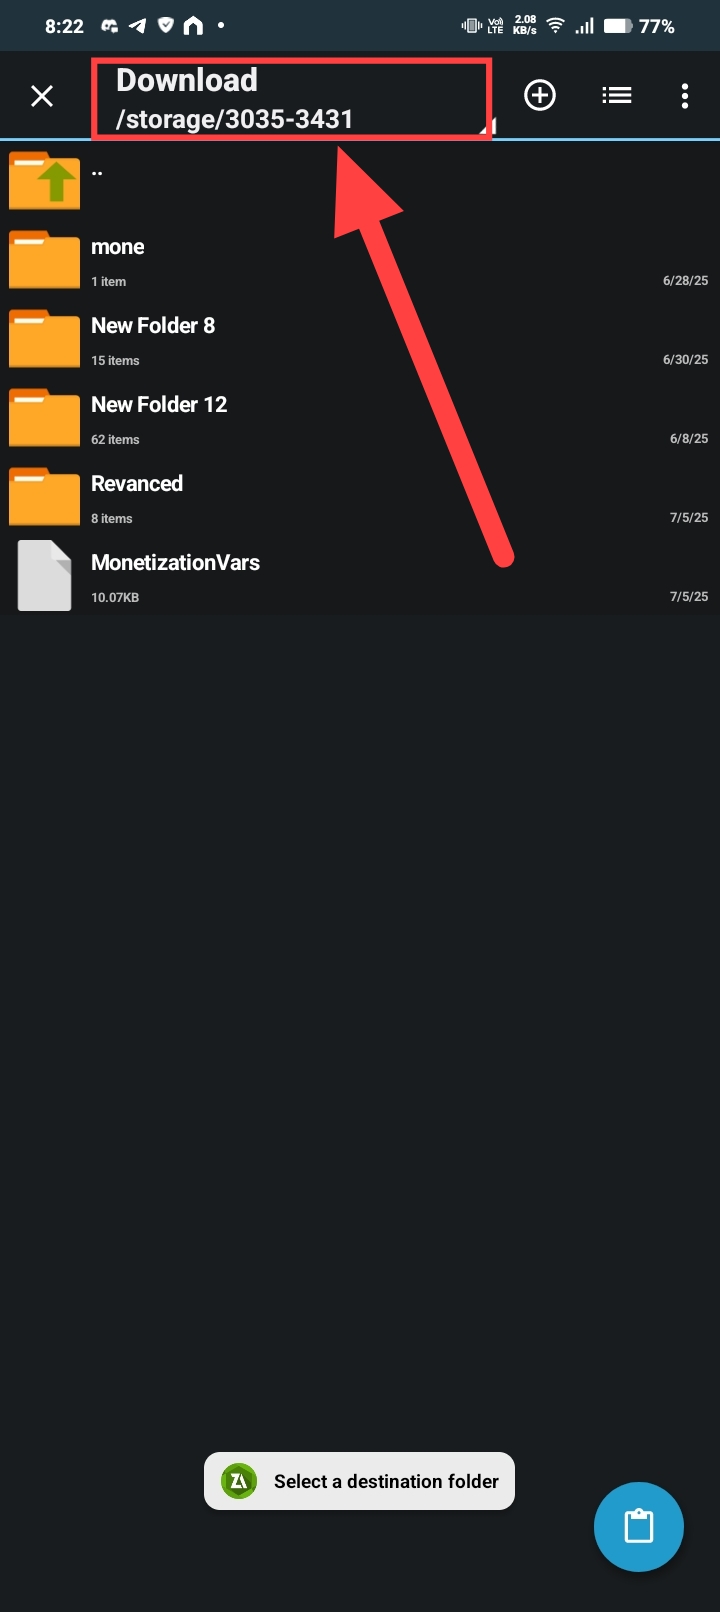 8:22
Vo)) LTE
2.08 KB/s
77%
Download
/storage/3035-3431
..
mone
1 item
6/28/25
New Folder 8
15 items
6/30/25
New Folder 12
62 items
6/8/25
Revanced
8 items
7/5/25
MonetizationVars
10.07KB
7/5/25
ZA
Select a destination folder